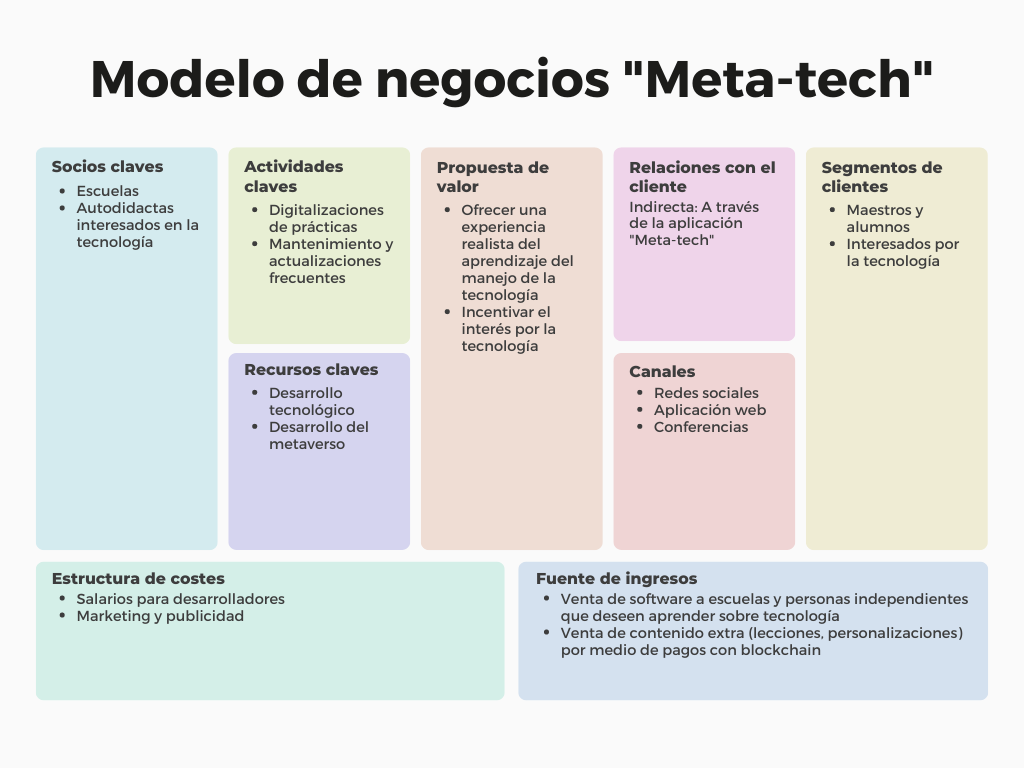 Modelo de negocios "Meta-tech"
Socios claves
• Escuelas
• Autodidactas
interesados en la
tecnología
Actividades
claves
• Digitalizaciones
de prácticas
• Mantenimiento y
actualizaciones
frecuentes
Recursos claves
• Desarrollo
tecnológico
• Desarrollo del
metaverso
Propuesta de
valor
• Ofrecer una
experiencia
realista del
aprendizaje del
manejo de la
tecnología
• Incentivar el
interés por la
tecnología
Relaciones con el
cliente
Indirecta: A través
de la aplicación
"Meta-tech"
Canales
• Redes sociales
• Aplicación web
• Conferencias
Segmentos de
clientes
• Maestros y
alumnos
• Interesados por
la tecnología
Estructura de costes
• Salarios para desarrolladores
• Marketing y publicidad
Fuente de ingresos
• Venta de software a escuelas y personas independientes
que deseen aprender sobre tecnología
• Venta de contenido extra (lecciones, personalizaciones)
por medio de pagos con blockchain